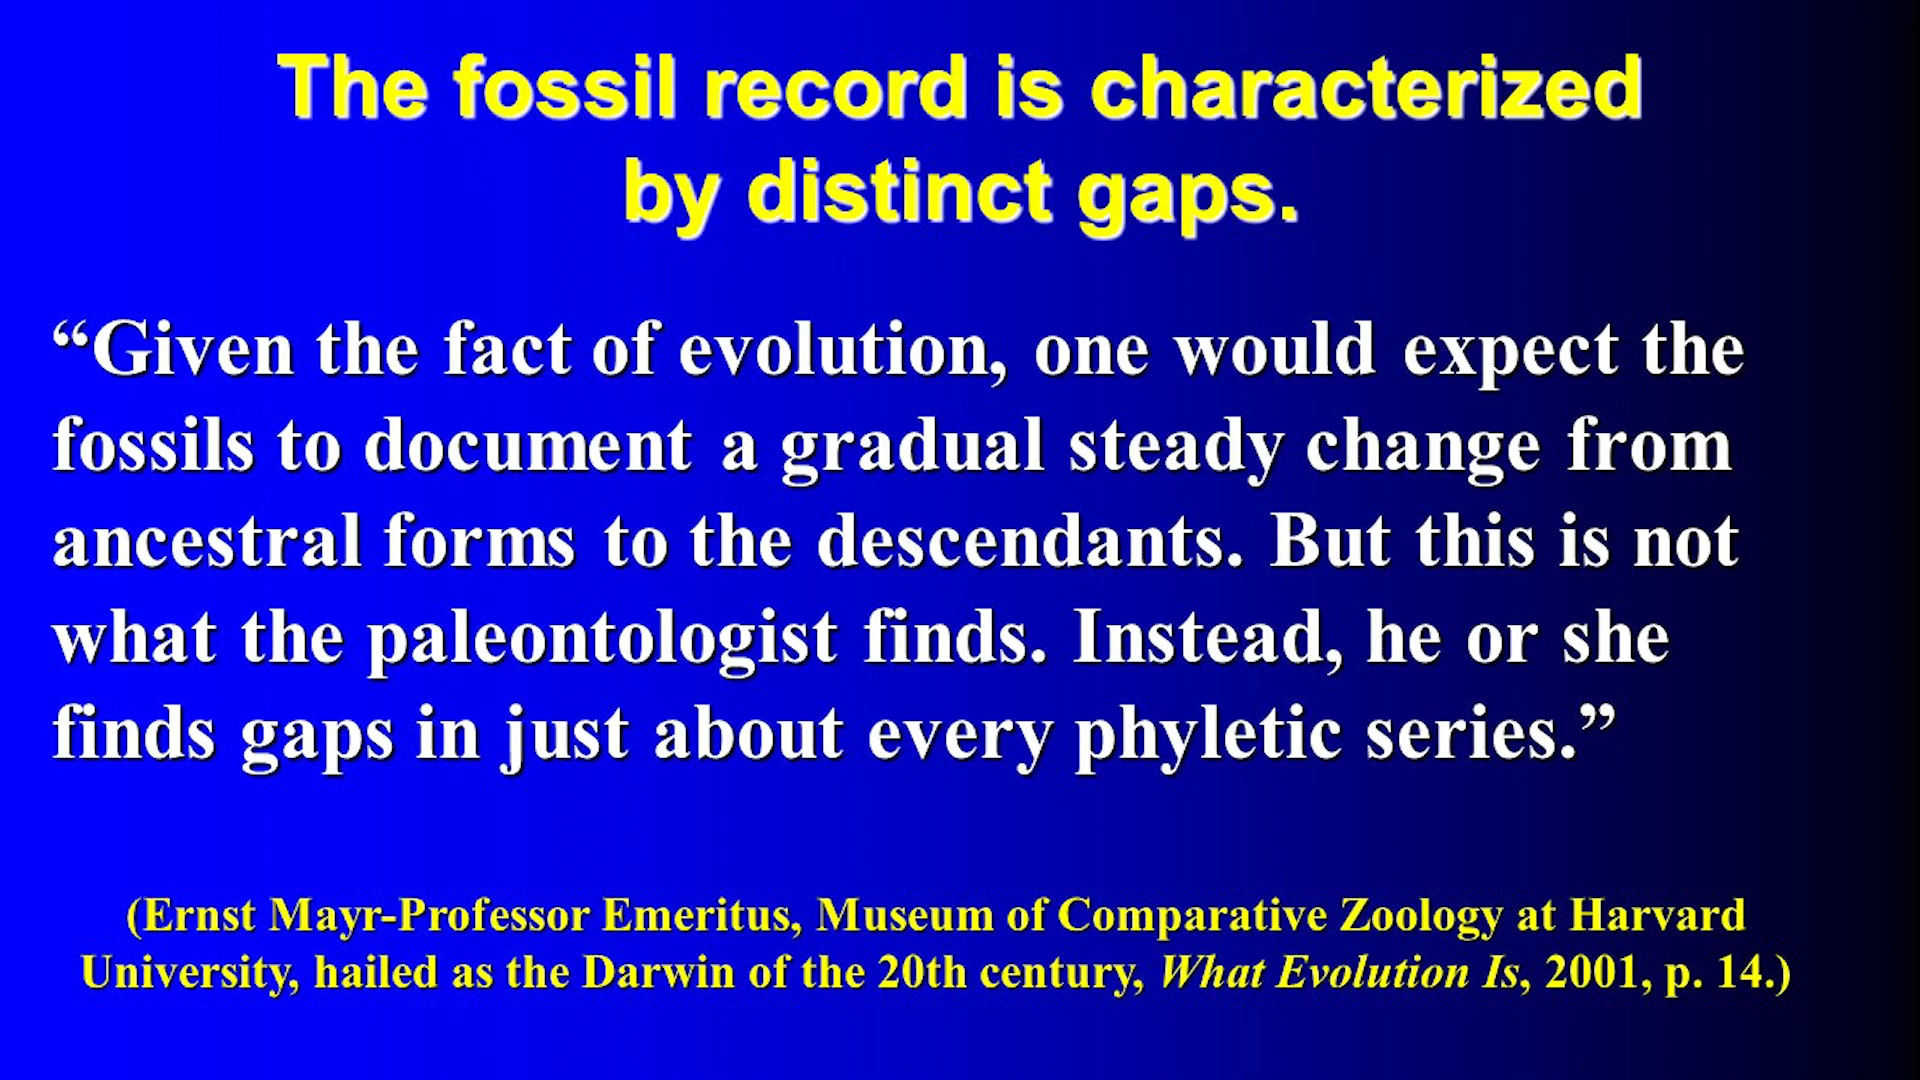 The fossil record is characterized
by distinct gaps.
“Given the fact of evolution, one would expect the
fossils to document a gradual steady change from
ancestral forms to the descendants. But this is not
what the paleontologist finds. Instead, he or she
finds gaps in just about every phyletic series.”
(Ernst Mayr-Professor Emeritus, Museum of Comparative Zoology at Harvard
University, hailed as the Darwin of the 20th century, What Evolution Is, 2001, p. 14.)